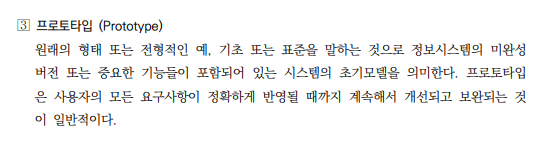 3 프로토타입 (Prototype)
원래의 형태 또는 전형적인 예, 기초 또는 표준을 말하는 것으로 정보시스템의 미완성
버전 또는 중요한 기능들이 포함되어 있는 시스템의 초기모델을 의미한다. 프로토타입
은 사용자의 모든 요구사항이 정확하게 반영될 때까지 계속해서 개선되고 보완되는 것
이 일반적이다.